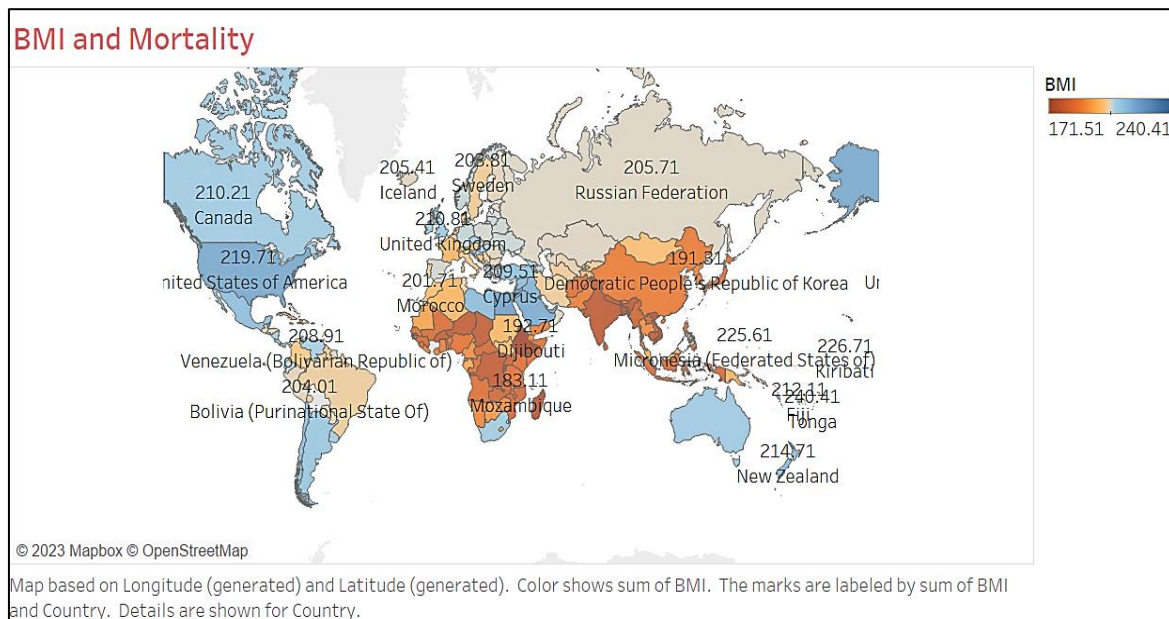 BMI and Mortality
BMI
171.51 240.41
205.41
Iceland
203.81
Sweden
205.71
Russian Federation
210.21
Canada
210.81
United Kingdom
219.71
nited States of America
201.71
Morocco
209.51
Cyprus
191.31
Democratic People's Republic of Korea
Ur
208.91
Venezuela (Bolivarian Republic of)
192.71
Djibouti
225.61
Micronesia (Federated States of)
226.71
Kiribati
204.01
Bolivia (Purinational State Of)
183.11
Mozambique
212.11
Fiji
240.41
Tonga
214.71
New Zealand
© 2023 Mapbox © OpenStreetMap
Map based on Longitude (generated) and Latitude (generated). Color shows sum of BMI. The marks are labeled by sum of BMI
and Country. Details are shown for Country.